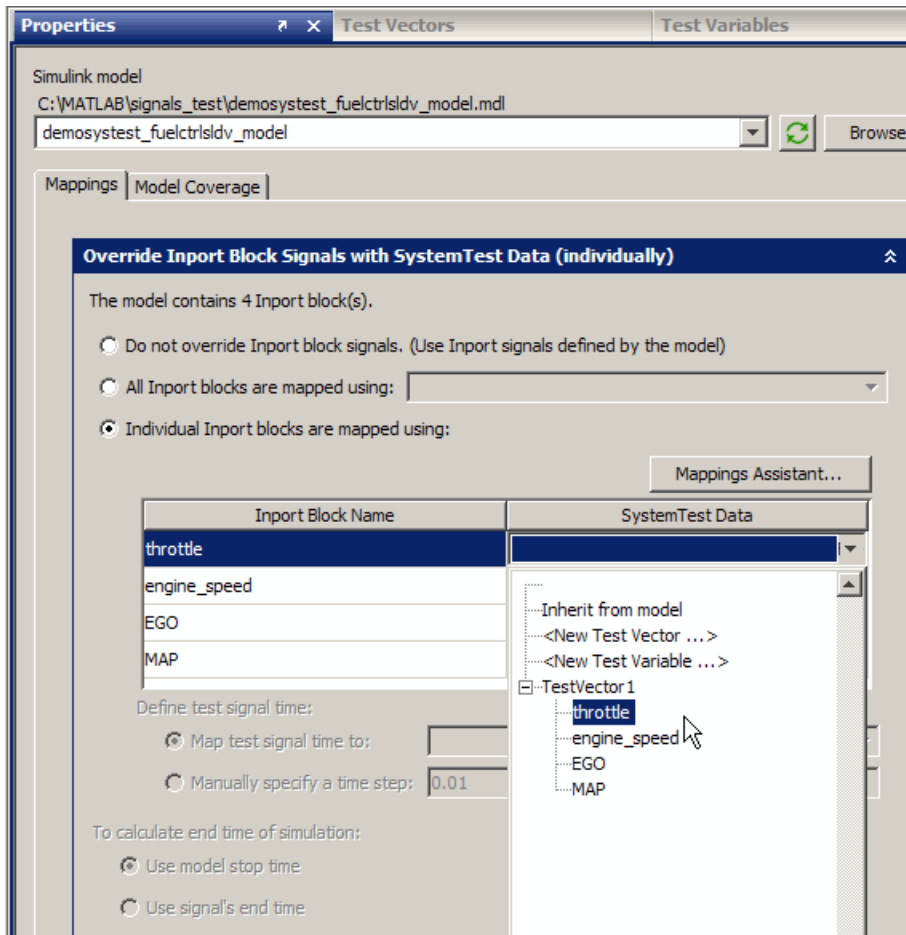 Properties Test Vectors Test Variables
Simulink model
C:\MATLAB\signals_test\demosystest_fuelctrlsldv_model.mdl
demosystest_fuelctrlsldv_model Browse
Mappings Model Coverage
Override Inport Block Signals with SystemTest Data (individually)
The model contains 4 Inport block(s).
Do not override Inport block signals. (Use Inport signals defined by the model)
All Inport blocks are mapped using:
Individual Inport blocks are mapped using:
Mappings Assistant...
Inport Block Name SystemTest Data
throttle
engine_speed
EGO
MAP
Inherit from model
<New Test Vector ...>
<New Test Variable ...>
TestVector1
throttle
engine_speed
EGO
MAP
Define test signal time:
Map test signal time to:
Manually specify a time step: 0.01
To calculate end time of simulation:
Use model stop time
Use signal's end time